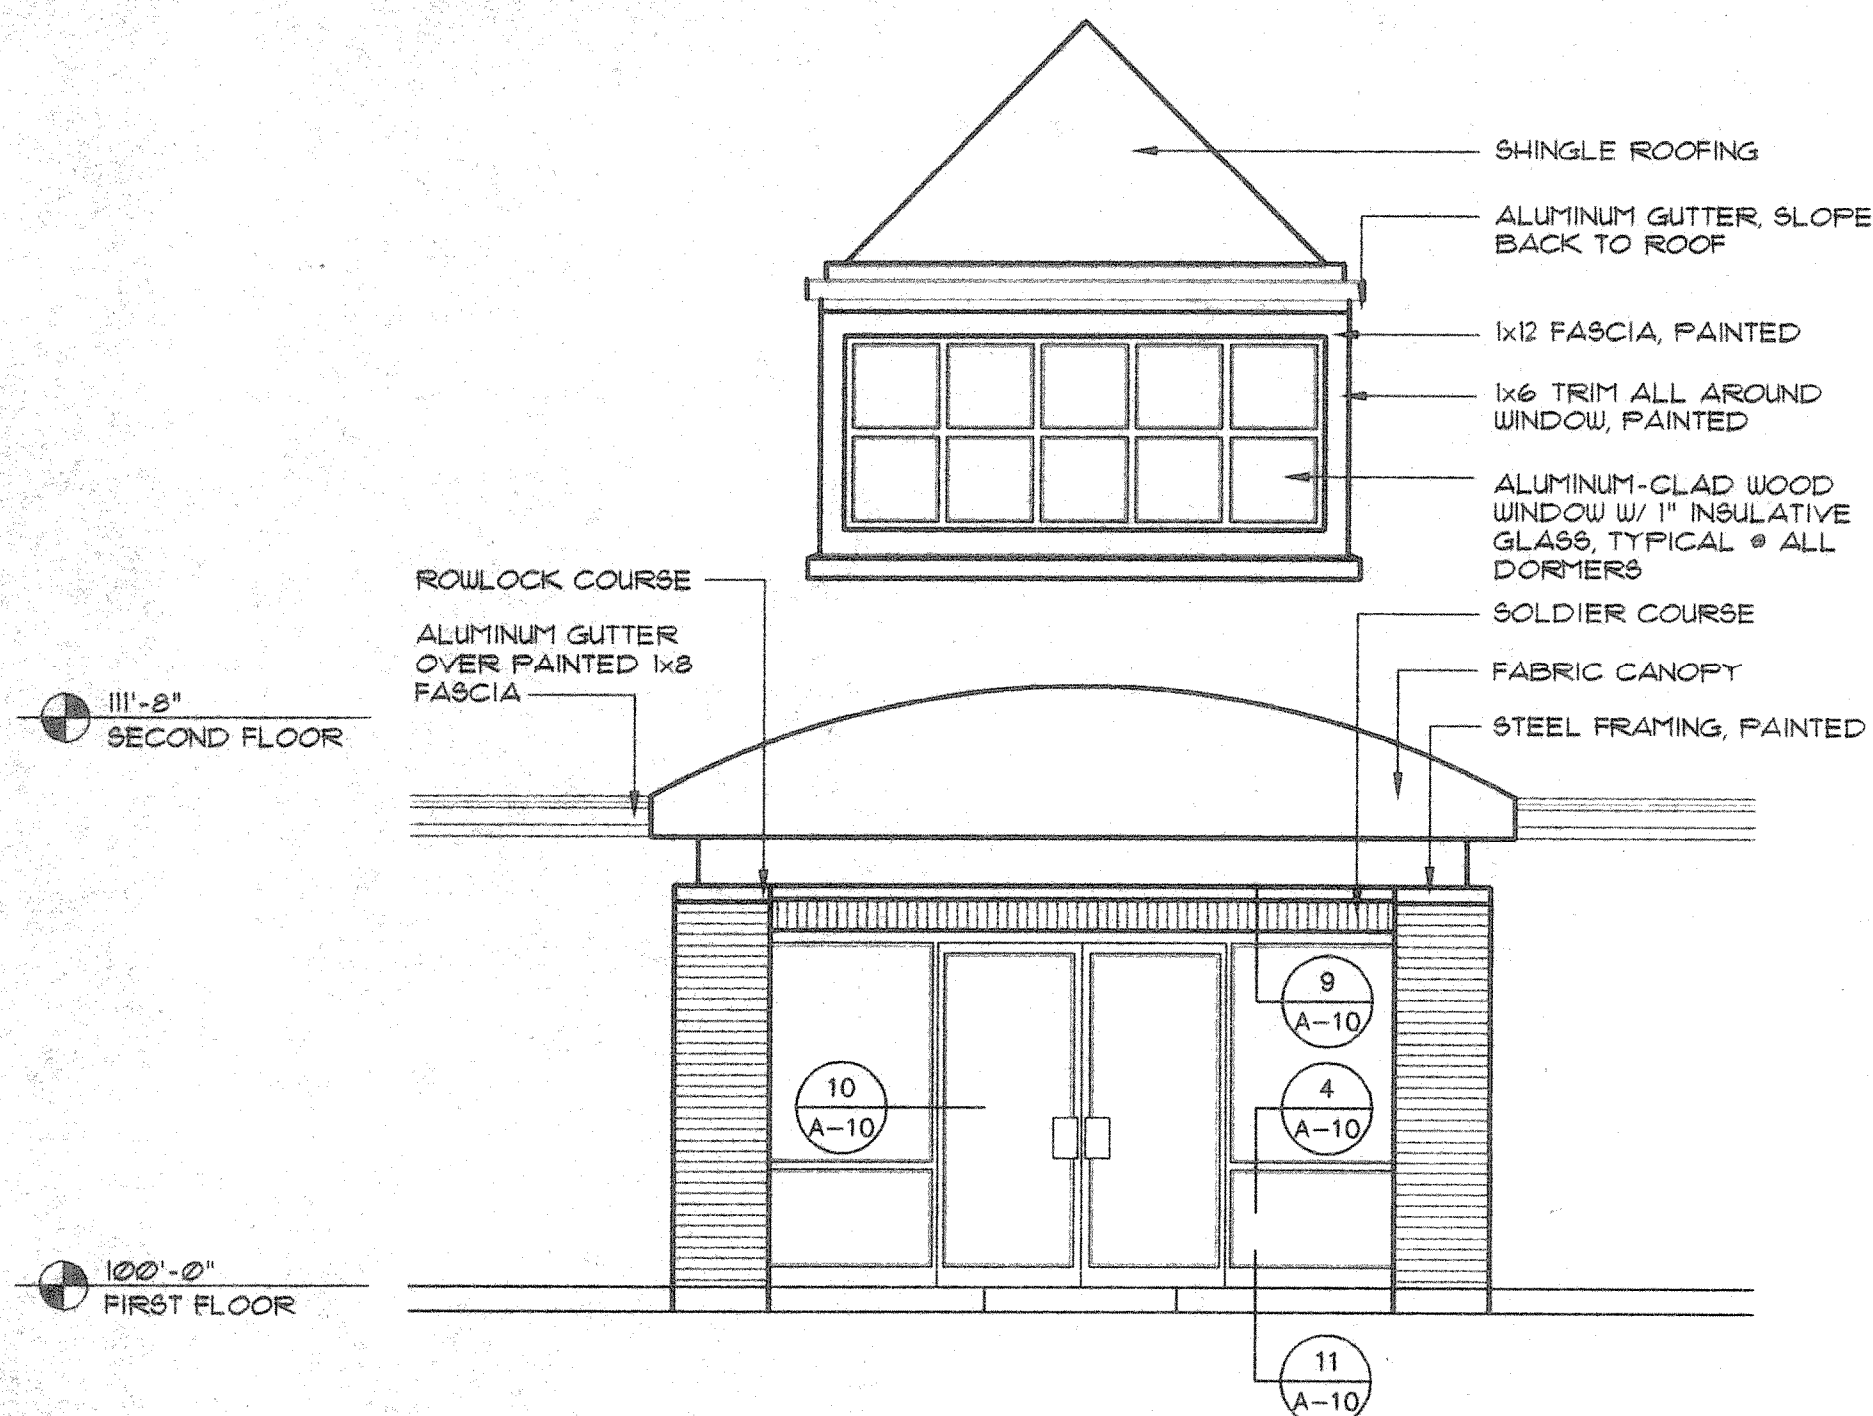 SHINGLE ROOFING
ALUMINUM GUTTER, SLOPE
BACK TO ROOF
1x12 FASCIA, PAINTED
1x6 TRIM ALL AROUND
WINDOW, PAINTED
ALUMINUM-CLAD WOOD
WINDOW W/ 1" INSULATIVE
GLASS, TYPICAL @ ALL
DORMERS
ROWLOCK COURSE
ALUMINUM GUTTER
OVER PAINTED 1x8
FASCIA
SOLDIER COURSE
FABRIC CANOPY
STEEL FRAMING, PAINTED
111'-8"
SECOND FLOOR
9
A-10
10
A-10
4
A-10
100'-0"
FIRST FLOOR
11
A-10